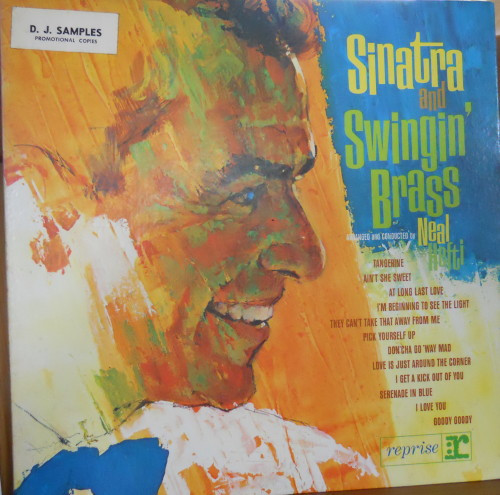 D. J. SAMPLES
PROMOTIONAL COPIES
Sinatra
and
Swingin'
Brass
ARRANGED and CONDUCTED by Neal
Hefti
TANGERINE
AIN'T SHE SWEET
AT LONG LAST LOVE
I'M BEGINNING TO SEE THE LIGHT
THEY CAN'T TAKE THAT AWAY FROM ME
PICK YOURSELF UP
DON'CHA GO 'WAY MAD
LOVE IS JUST AROUND THE CORNER
I GET A KICK OUT OF YOU
SERENADE IN BLUE
I LOVE YOU
GOODY GOODY
reprise r